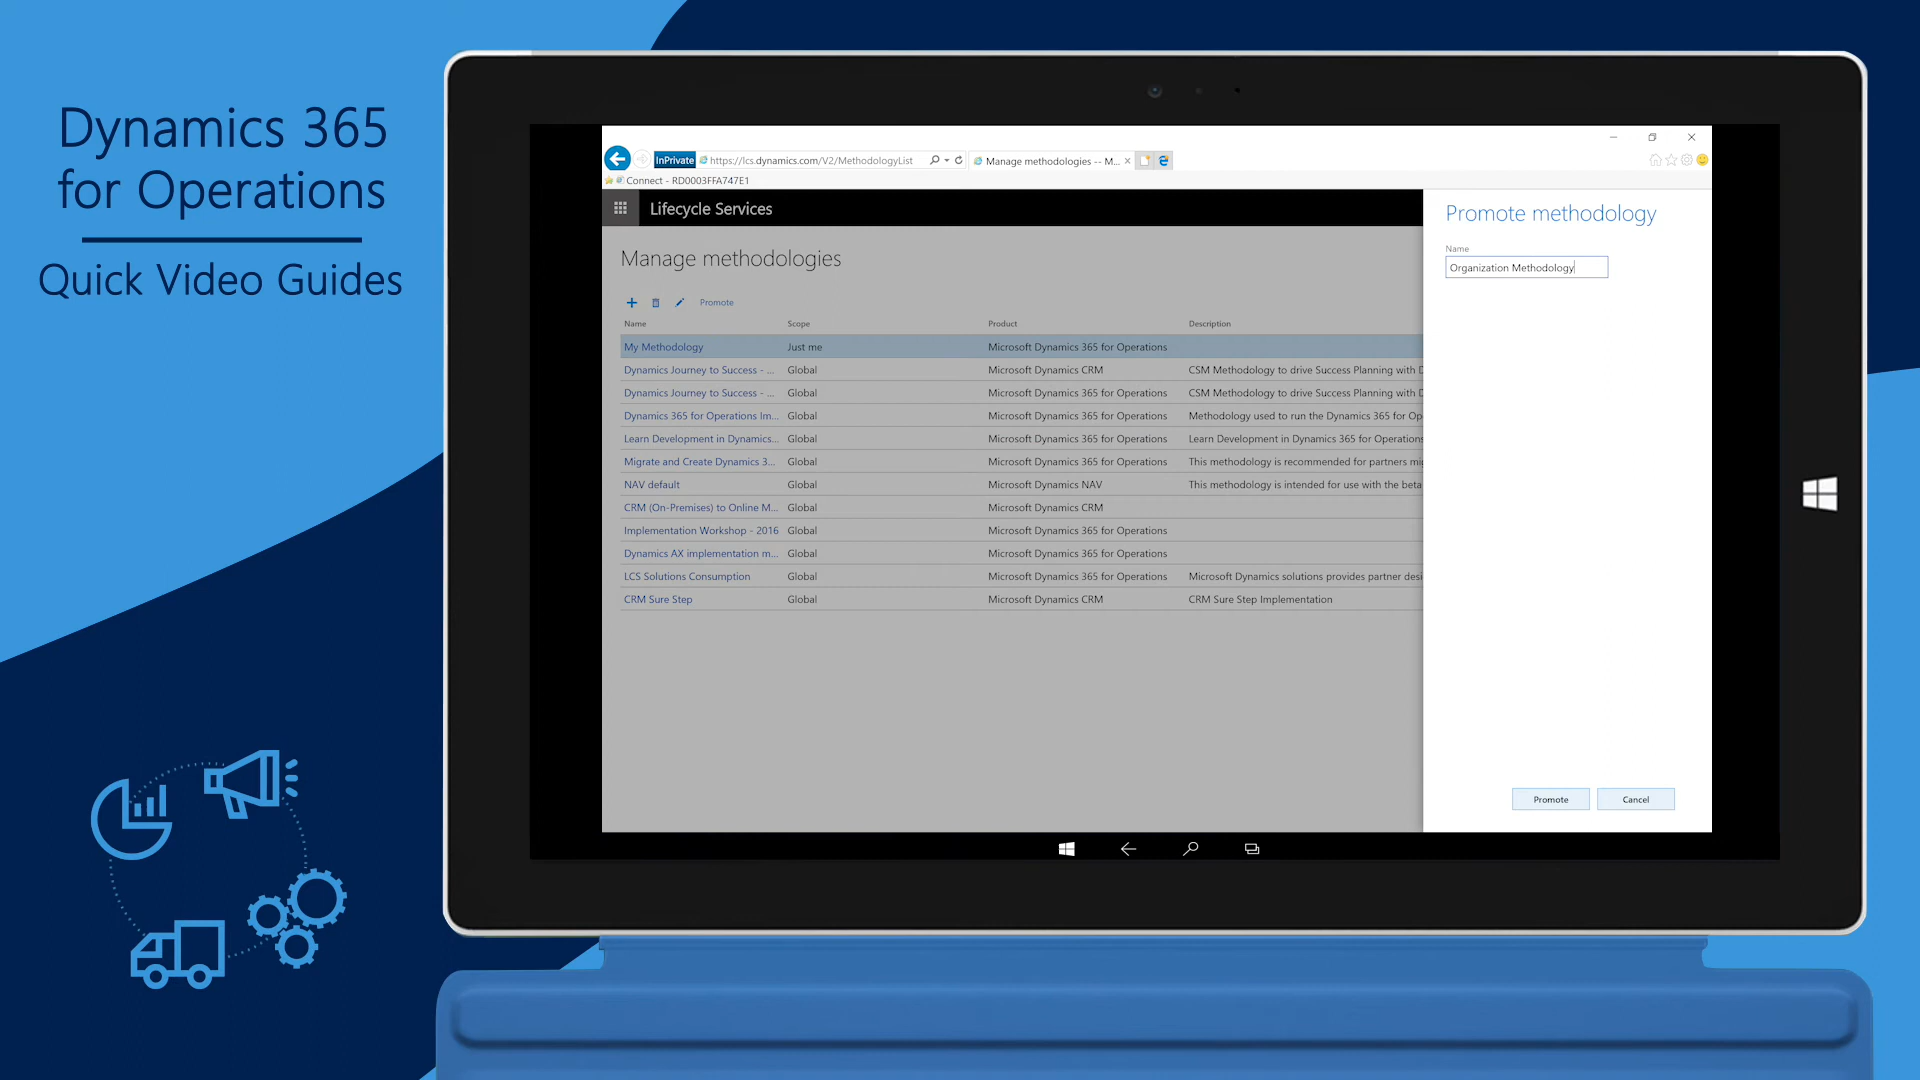 Dynamics 365
for Operations
Quick Video Guides
InPrivate
https://lcs.dynamics.com/V2/MethodologyList
Manage methodologies -- M...
Connect - RD0003FFA747E1
Lifecycle Services
Manage methodologies
Promote
Name Scope Product Description
My Methodology Just me Microsoft Dynamics 365 for Operations
Dynamics Journey to Success - ... Global Microsoft Dynamics CRM CSM Methodology to drive Success Planning with D
Dynamics Journey to Success - ... Global Microsoft Dynamics 365 for Operations CSM Methodology to drive Success Planning with D
Dynamics 365 for Operations Im... Global Microsoft Dynamics 365 for Operations Methodology used to run the Dynamics 365 for Op
Learn Development in Dynamics... Global Microsoft Dynamics 365 for Operations Learn Development in Dynamics 365 for Operations
Migrate and Create Dynamics 3... Global Microsoft Dynamics 365 for Operations This methodology is recommended for partners mi
NAV default Global Microsoft Dynamics NAV This methodology is intended for use with the beta
CRM (On-Premises) to Online M... Global Microsoft Dynamics CRM
Implementation Workshop - 2016 Global Microsoft Dynamics 365 for Operations
Dynamics AX implementation m... Global Microsoft Dynamics 365 for Operations
LCS Solutions Consumption Global Microsoft Dynamics 365 for Operations Microsoft Dynamics solutions provides partner desi
CRM Sure Step Global Microsoft Dynamics CRM CRM Sure Step Implementation
Promote methodology
Name
Organization Methodology
Promote
Cancel